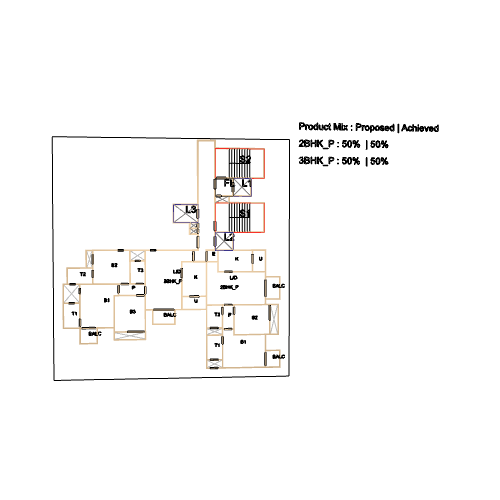 Product Mix : Proposed | Achieved
2BHK_P : 50% | 50%
3BHK_P : 50% | 50%
S2
FL L1
L3 S1
L2
E K U
B2 T3 L/D K L/D
T2 3BHK_P 2BHK_P BALC
P
B1 B3 U
T1 BALC T2 P B2
BALC
T1 B1
BALC